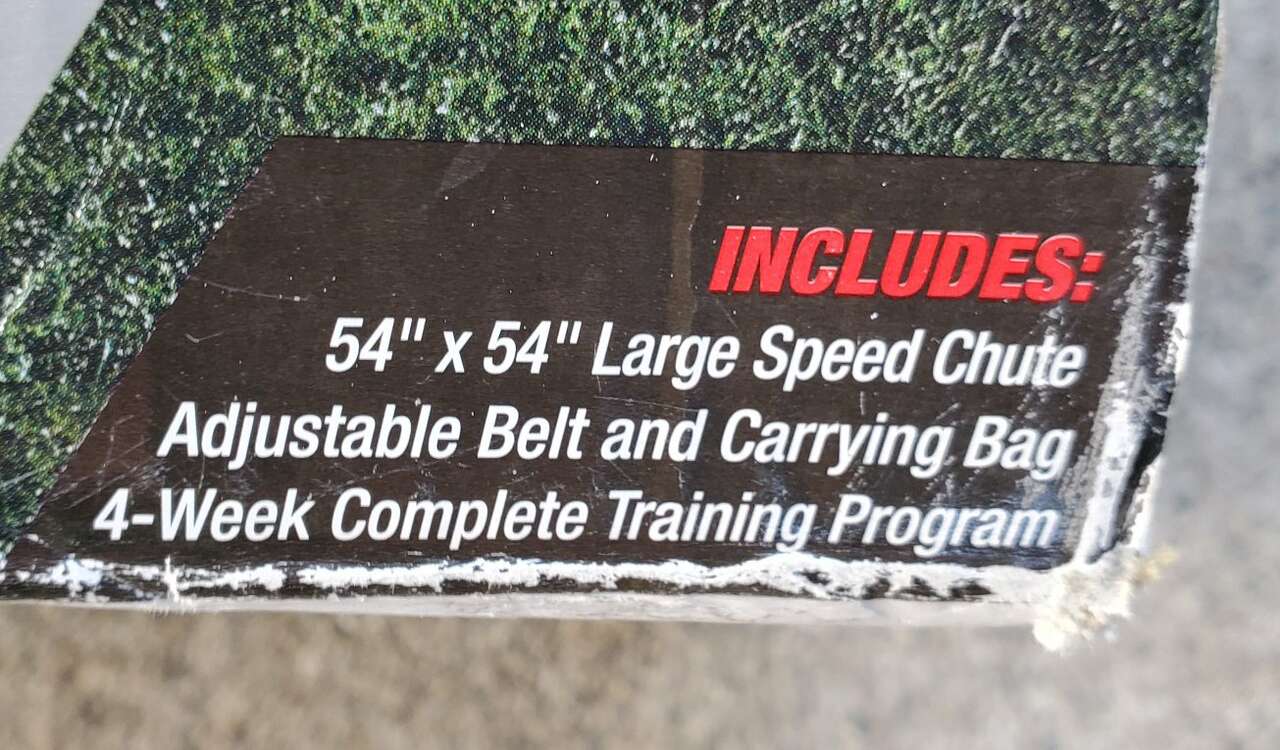 INCLUDES:
54" x 54" Large Speed Chute
Adjustable Belt and Carrying Bag
4-Week Complete Training Program